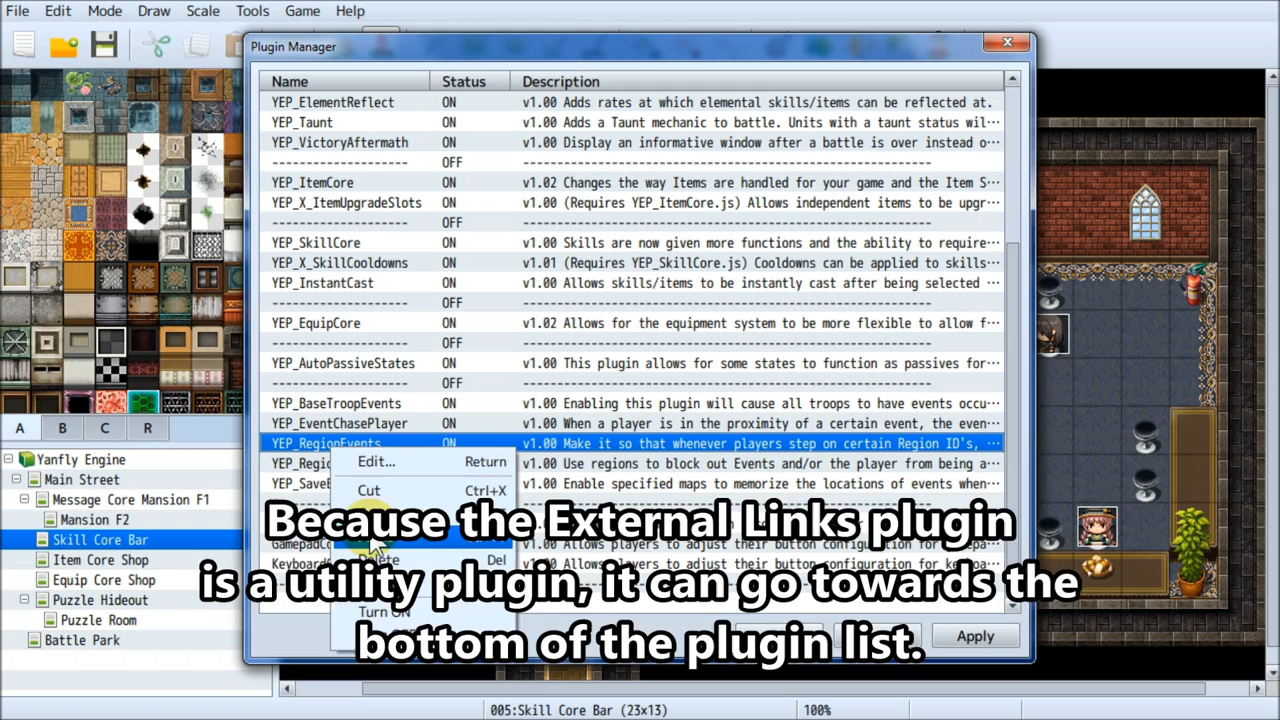 File Edit Mode Draw Scale Tools Game Help
Plugin Manager
Name Status Description
YEP_ElementReflect ON v1.00 Adds rates at which elemental skills/items can be reflected at.
YEP_Taunt ON v1.00 Adds a Taunt mechanic to battle. Units with a taunt status wil···
YEP_VictoryAftermath ON v1.00 Display an informative window after a battle is over instead o···
------------------ OFF ------------------------------------------------------
YEP_ItemCore ON v1.02 Changes the way Items are handled for your game and the Item S···
YEP_X_ItemUpgradeSlots ON v1.00 (Requires YEP_ItemCore.js) Allows independent items to be upgr···
------------------ OFF ------------------------------------------------------
YEP_SkillCore ON v1.00 Skills are now given more functions and the ability to require···
YEP_X_SkillCooldowns ON v1.01 (Requires YEP_SkillCore.js) Cooldowns can be applied to skills···
YEP_InstantCast ON v1.00 Allows skills/items to be instantly cast after being selected ···
------------------ OFF ------------------------------------------------------
YEP_EquipCore ON v1.02 Allows for the equipment system to be more flexible to allow f···
------------------ OFF ------------------------------------------------------
YEP_AutoPassiveStates ON v1.00 This plugin allows for some states to function as passives for···
------------------ OFF ------------------------------------------------------
YEP_BaseTroopEvents ON v1.00 Enabling this plugin will cause all troops to have events occu···
YEP_EventChasePlayer ON v1.00 When a player is in the proximity of a certain event, the even···
YEP_RegionEvents ON v1.00 Make it so that whenever players step on certain Region ID's, ···
v1.00 Use regions to block out Events and/or the player from being a···
v1.00 Enable specified maps to memorize the locations of events when···
Edit... Return
Cut Ctrl+X
Delete Del
Turn ON
Because the External Links plugin
is a utility plugin, it can go towards the
bottom of the plugin list.
Apply
A B C R
Yanfly Engine
Main Street
Message Core Mansion F1
Mansion F2
Skill Core Bar
Item Core Shop
Equip Core Shop
Puzzle Hideout
Puzzle Room
Battle Park
005:Skill Core Bar (23x13) 100%